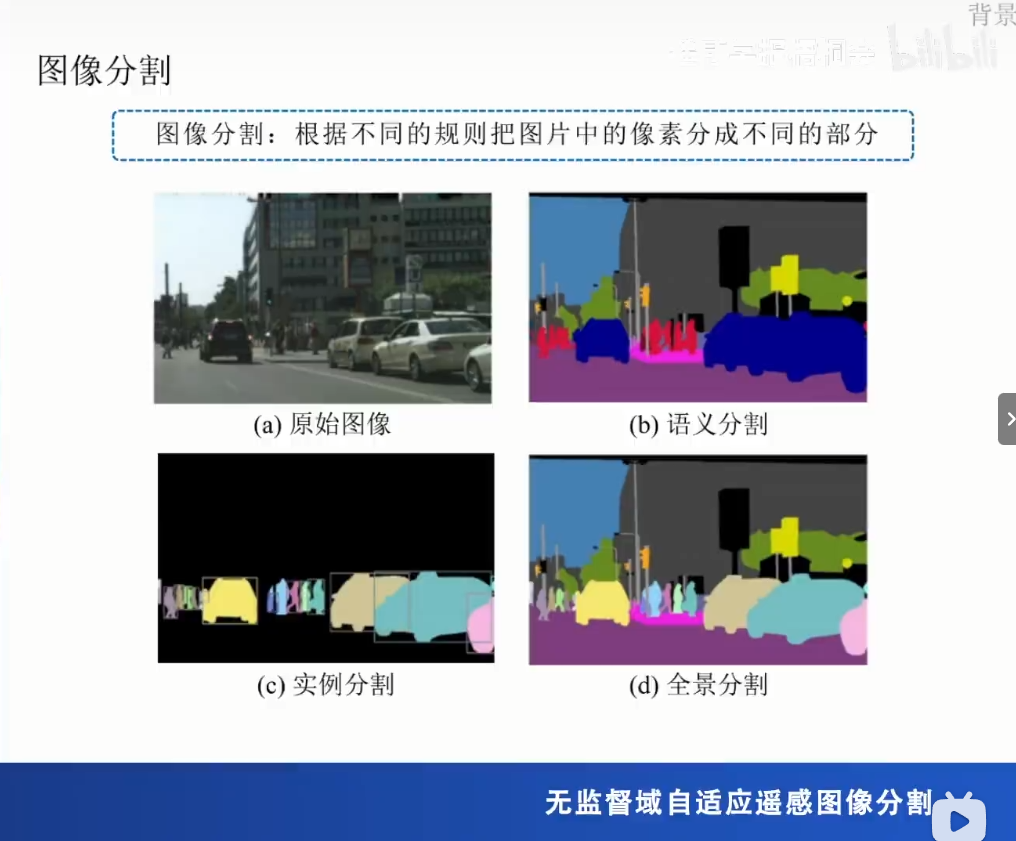 背景
bilibili
图像分割
图像分割：根据不同的规则把图片中的像素分成不同的部分
(a) 原始图像
(b) 语义分割
(c) 实例分割
(d) 全景分割
无监督域自适应遥感图像分割